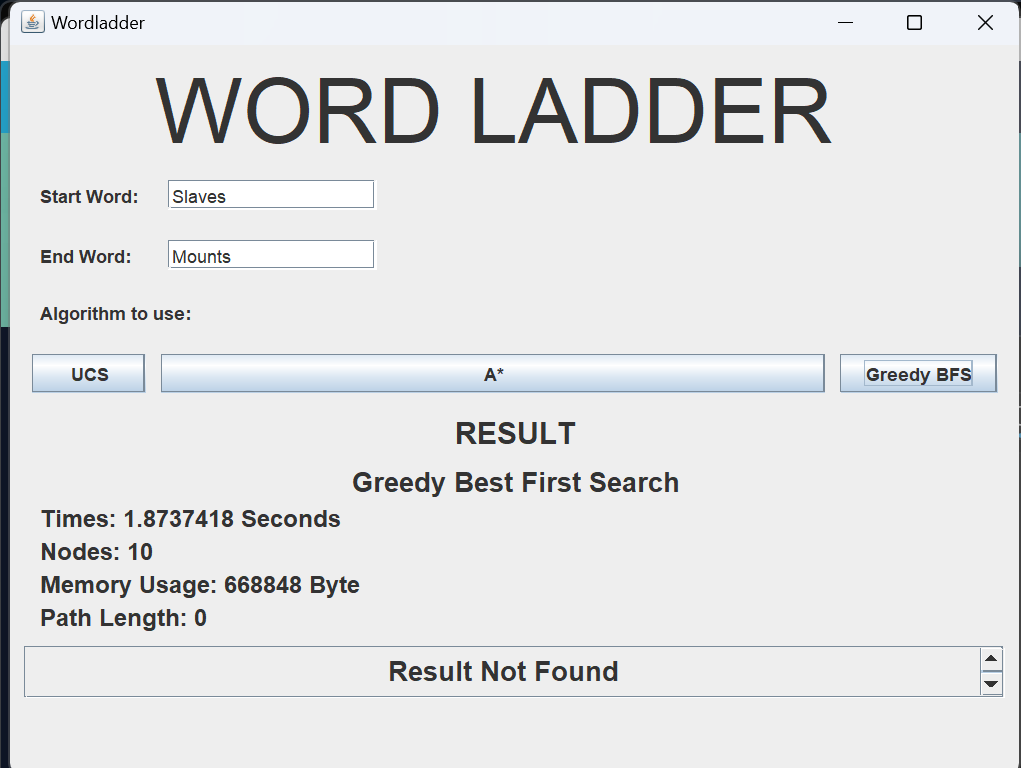 Wordladder
WORD LADDER
Start Word: Slaves
End Word: Mounts
Algorithm to use:
UCS A* Greedy BFS
RESULT
Greedy Best First Search
Times: 1.8737418 Seconds
Nodes: 10
Memory Usage: 668848 Byte
Path Length: 0
Result Not Found